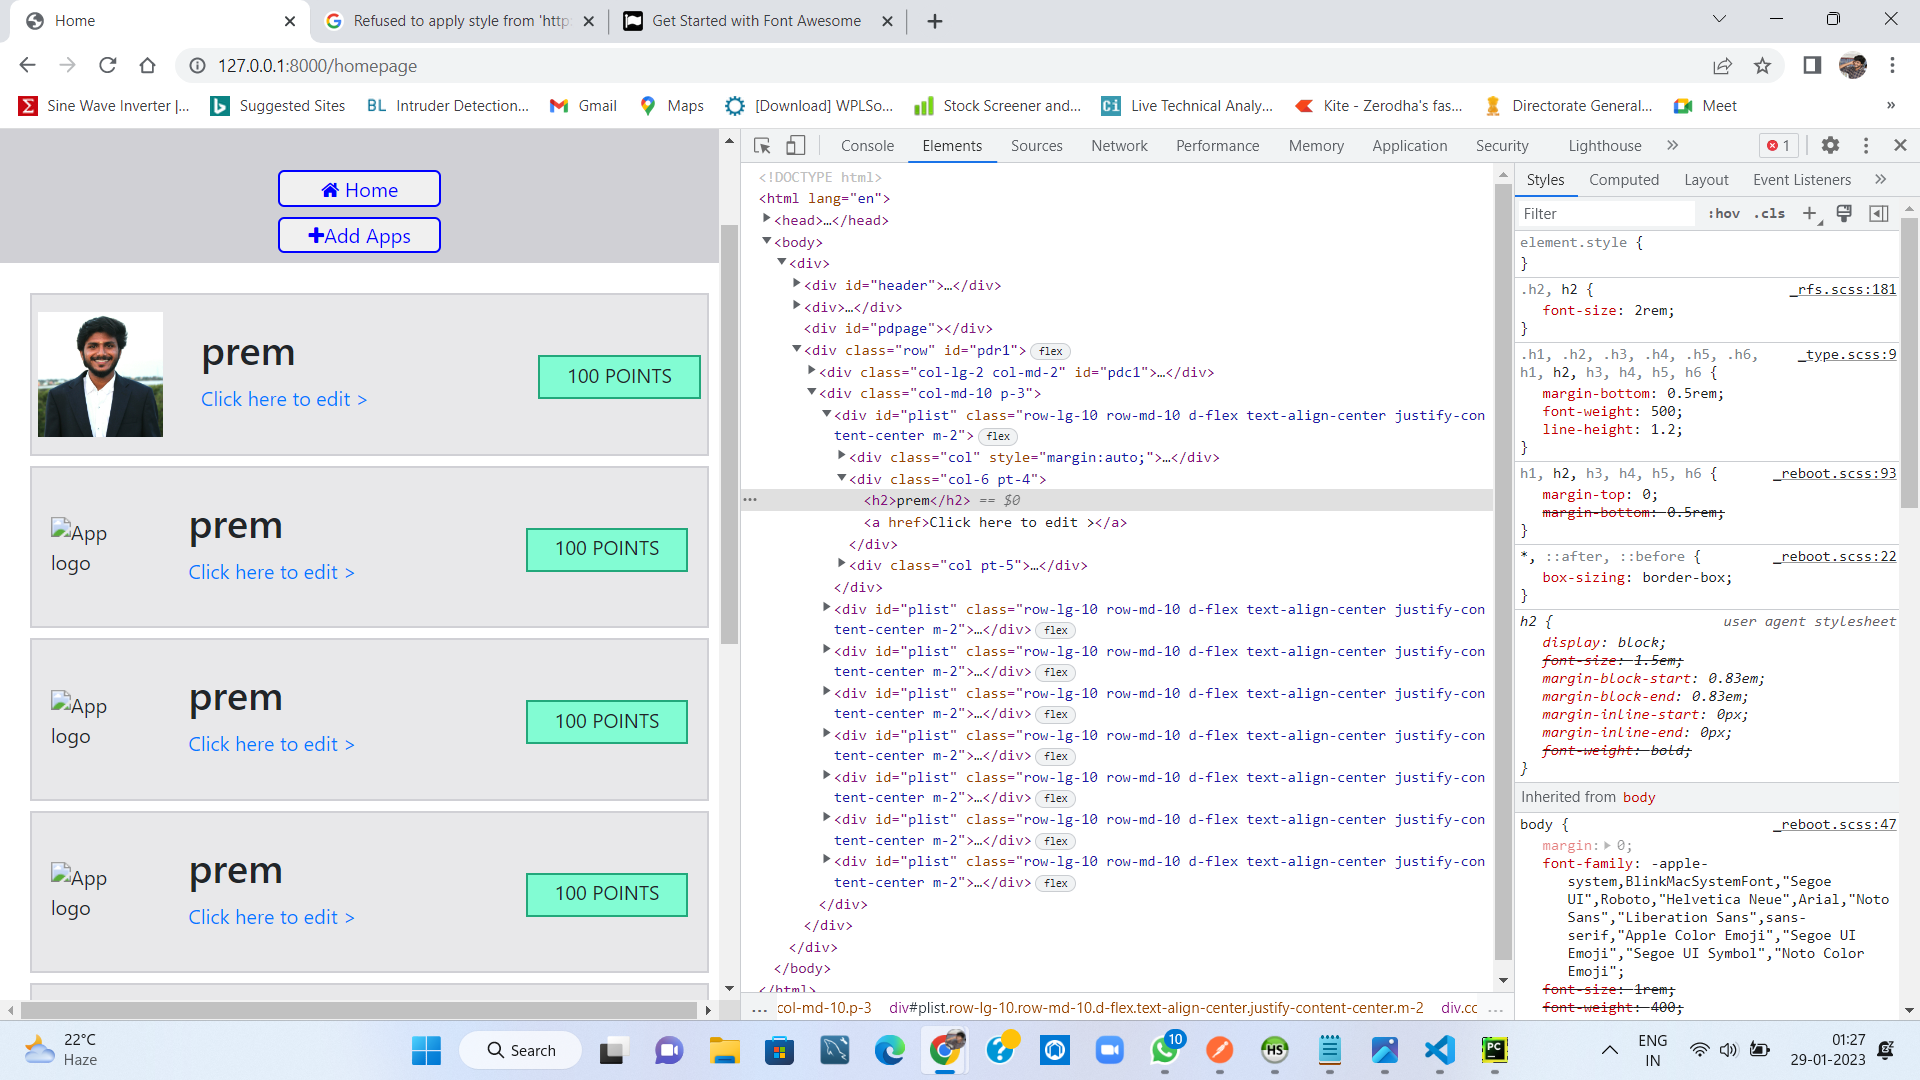 Home
Refused to apply style from 'http
Get Started with Font Awesome
127.0.0.1:8000/homepage
Sine Wave Inverter |...
Suggested Sites
BL Intruder Detection...
Gmail
Maps
[Download] WPLSo...
Stock Screener and...
Ci Live Technical Analy...
Kite - Zerodha's fas...
Directorate General...
Meet
»
Home
Add Apps
prem
Click here to edit >
100 POINTS
App logo
prem
Click here to edit >
100 POINTS
App logo
prem
Click here to edit >
100 POINTS
App logo
prem
Click here to edit >
100 POINTS
Console Elements Sources Network Performance Memory Application Security Lighthouse » 1
<!DOCTYPE html>
<html lang="en">
<head>…</head>
<body>
<div>
<div id="header">…</div>
<div>…</div>
<div id="pdpage"></div>
<div class="row" id="pdr1"> flex
<div class="col-lg-2 col-md-2" id="pdc1">…</div>
<div class="col-md-10 p-3">
<div id="plist" class="row-lg-10 row-md-10 d-flex text-align-center justify-con
tent-center m-2"> flex
<div class="col" style="margin:auto;">…</div>
<div class="col-6 pt-4">
··· <h2>prem</h2> == $0
<a href>Click here to edit ></a>
</div>
<div class="col pt-5">…</div>
</div>
<div id="plist" class="row-lg-10 row-md-10 d-flex text-align-center justify-con
tent-center m-2">…</div> flex
<div id="plist" class="row-lg-10 row-md-10 d-flex text-align-center justify-con
tent-center m-2">…</div> flex
<div id="plist" class="row-lg-10 row-md-10 d-flex text-align-center justify-con
tent-center m-2">…</div> flex
<div id="plist" class="row-lg-10 row-md-10 d-flex text-align-center justify-con
tent-center m-2">…</div> flex
<div id="plist" class="row-lg-10 row-md-10 d-flex text-align-center justify-con
tent-center m-2">…</div> flex
<div id="plist" class="row-lg-10 row-md-10 d-flex text-align-center justify-con
tent-center m-2">…</div> flex
<div id="plist" class="row-lg-10 row-md-10 d-flex text-align-center justify-con
tent-center m-2">…</div> flex
</div>
</div>
</div>
</body>
</html>
... col-md-10.p-3 div#plist.row-lg-10.row-md-10.d-flex.text-align-center.justify-content-center.m-2 div.cc ...
Styles Computed Layout Event Listeners »
Filter :hov .cls
element.style {
}
.h2, h2 { _rfs.scss:181
font-size: 2rem;
}
.h1, .h2, .h3, .h4, .h5, .h6, _type.scss:9
h1, h2, h3, h4, h5, h6 {
margin-bottom: 0.5rem;
font-weight: 500;
line-height: 1.2;
}
h1, h2, h3, h4, h5, h6 { _reboot.scss:93
margin-top: 0;
margin-bottom: 0.5rem;
}
*, ::after, ::before { _reboot.scss:22
box-sizing: border-box;
}
h2 { user agent stylesheet
display: block;
font-size: 1.5em;
margin-block-start: 0.83em;
margin-block-end: 0.83em;
margin-inline-start: 0px;
margin-inline-end: 0px;
font-weight: bold;
}
Inherited from body
body { _reboot.scss:47
margin: 0;
font-family: -apple-
system,BlinkMacSystemFont,"Segoe
UI",Roboto,"Helvetica Neue",Arial,"Noto
Sans","Liberation Sans",sans-
serif,"Apple Color Emoji","Segoe UI
Emoji","Segoe UI Symbol","Noto Color
Emoji";
font-size: 1rem;
font-weight: 400;
22°C
Haze
Search
10
HS
PC
ENG
IN
01:27
29-01-2023